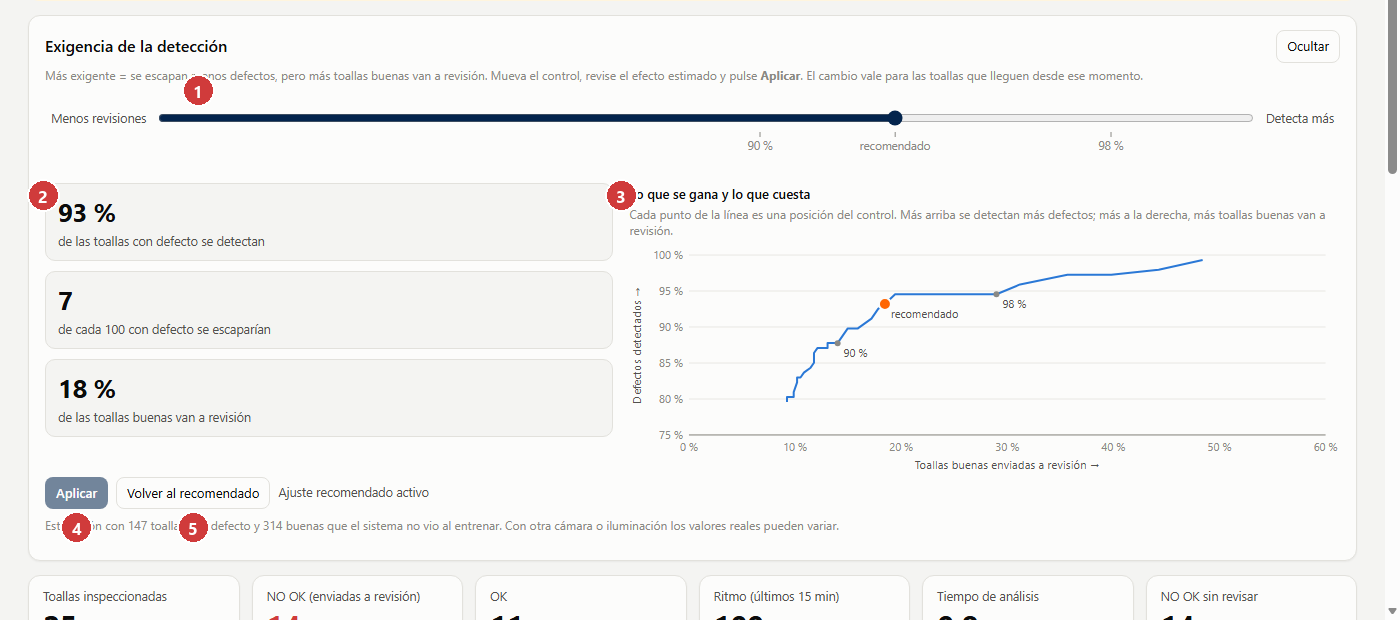 Exigencia de la detección
Ocultar
Más exigente = se escapan nos defectos, pero más toallas buenas van a revisión. Mueva el control, revise el efecto estimado y pulse Aplicar. El cambio vale para las toallas que lleguen desde ese momento.
1
Menos revisiones
Detecta más
90 %
recomendado
98 %
2
93 %
de las toallas con defecto se detectan
7
de cada 100 con defecto se escaparían
18 %
de las toallas buenas van a revisión
3
o que se gana y lo que cuesta
Cada punto de la línea es una posición del control. Más arriba se detectan más defectos; más a la derecha, más toallas buenas van a
revisión.
100 %
95 %
90 %
85 %
80 %
75 %
Defectos detectados →
98 %
recomendado
90 %
0 %
10 %
20 %
30 %
40 %
50 %
60 %
Toallas buenas enviadas a revisión →
Aplicar
Volver al recomendado
Ajuste recomendado activo
4
5
con 147 defecto y 314 buenas que el sistema no vio al entrenar. Con otra cámara o iluminación los valores reales pueden variar.
Toallas inspeccionadas
NO OK (enviadas a revisión)
OK
Ritmo (últimos 15 min)
Tiempo de análisis
NO OK sin revisar